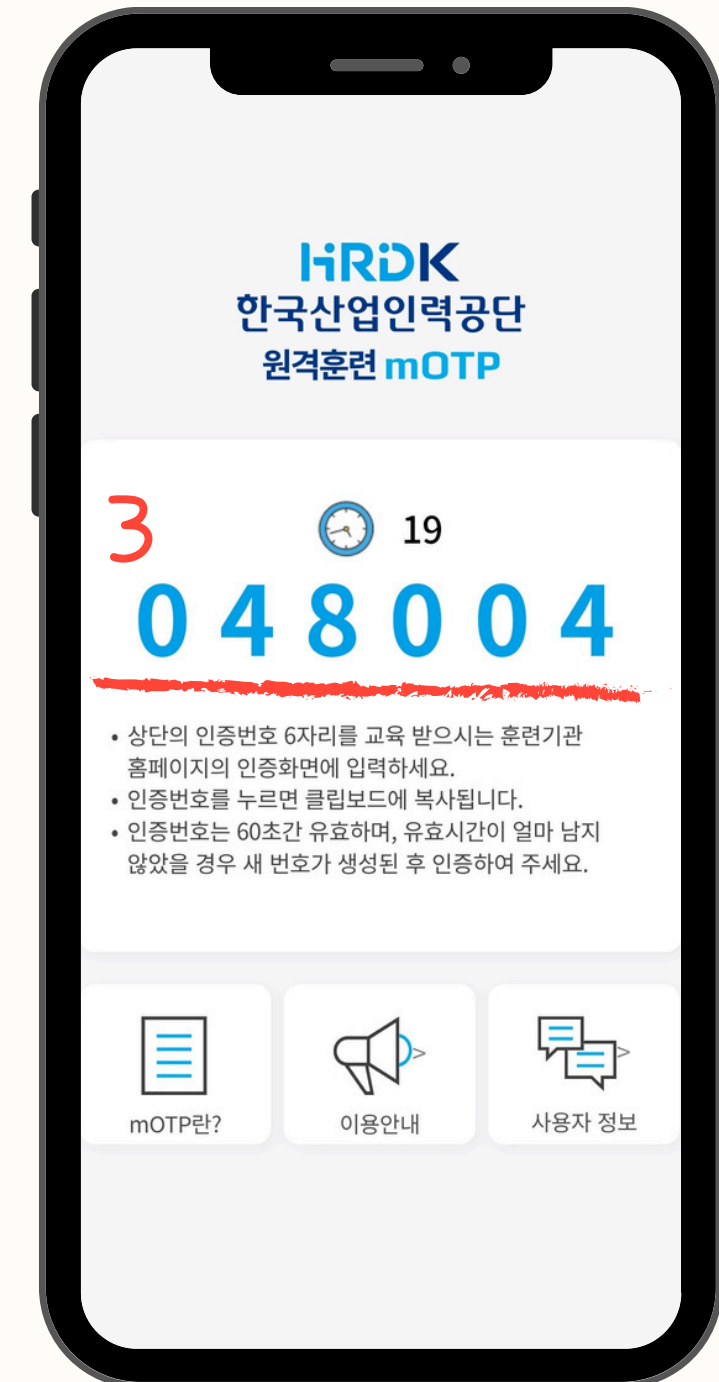 HRDK
한국산업인력공단
원격훈련 mOTP
3
19
048004
• 상단의 인증번호 6자리를 교육 받으시는 훈련기관
홈페이지의 인증화면에 입력하세요.
• 인증번호를 누르면 클립보드에 복사됩니다.
• 인증번호는 60초간 유효하며, 유효시간이 얼마 남지
않았을 경우 새 번호가 생성된 후 인증하여 주세요.
mOTP란?
이용안내
사용자 정보